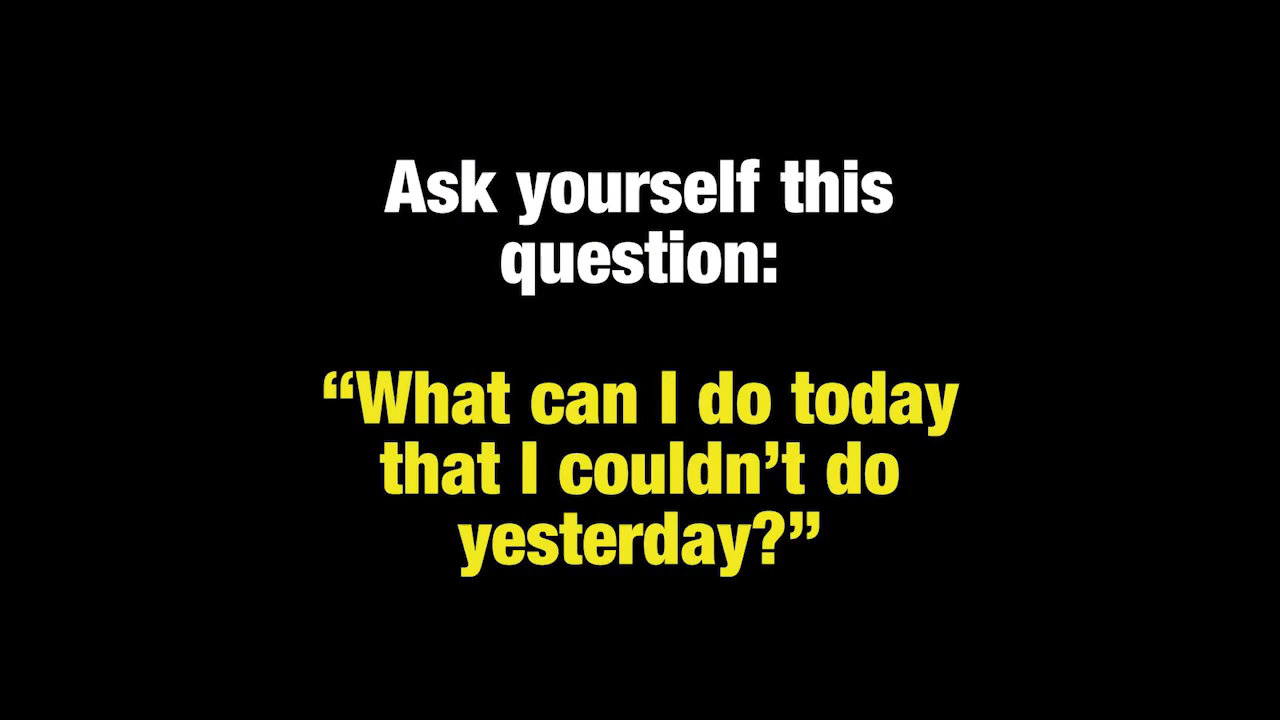 Ask yourself this
question:
“What can I do today
that I couldn’t do
yesterday?”